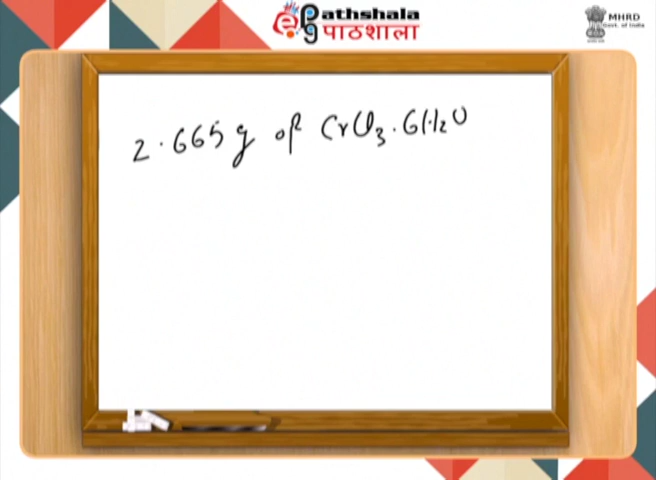 e Pathshala
पाठशाला
MHRD
Govt. of India
2.665 g of CrCl3.6H2O